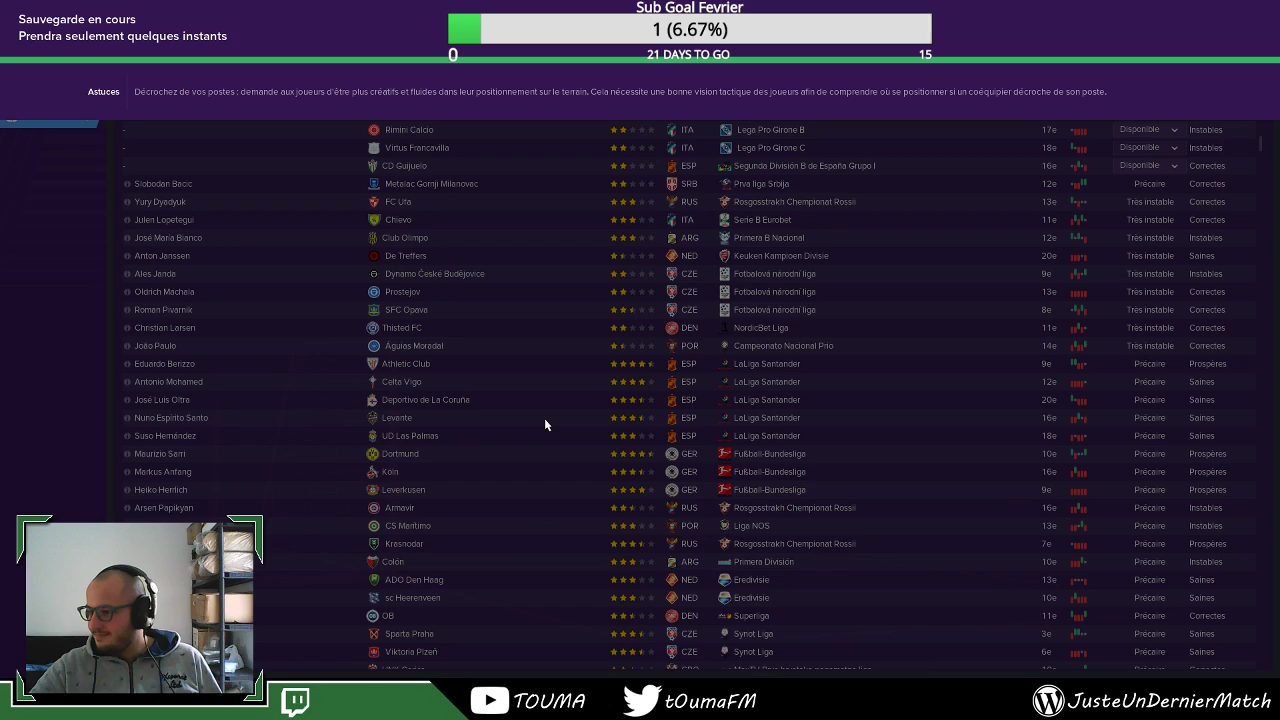 Sub Goal Fevrier
Sauvegarde en cours
Prendra seulement quelques instants
1 (6.67%)
0 21 DAYS TO GO 15
Astuces Décrochez de vos postes : demande aux joueurs d'être plus créatifs et fluides dans leur positionnement sur le terrain. Cela nécessite une bonne vision tactique des joueurs afin de comprendre où se positionner si un coéquipier décroche de son poste.
- Rimini Calcio ITA Lega Pro Girone B 17e Disponible Instables
- Virtus Francavilla ITA Lega Pro Girone C 18e Disponible Instables
- CD Guijuelo ESP Segunda División B de España Grupo I 16e Disponible Correctes
Slobodan Bacic Metalac Gornji Milanovac SRB Prva liga Srbija 12e Précaire Correctes
Yury Dyadyuk FC Ufa RUS Rosgosstrakh Championat Rossii 13e Très instable Correctes
Julen Lopetegui Chievo ITA Serie B Eurobet 11e Très instable Correctes
José María Bianco Club Olimpo ARG Primera B Nacional 12e Très instable Instables
Anton Janssen De Treffers NED Keuken Kampioen Divisie 20e Très instable Saines
Ales Janda Dynamo České Budějovice CZE Fotbalová národní liga 9e Très instable Instables
Oldrich Machala Prostejov CZE Fotbalová národní liga 13e Très instable Correctes
Roman Pivarnik SFC Opava CZE Fotbalová národní liga 8e Très instable Correctes
Christian Larsen Thisted FC DEN NordicBet Liga 11e Très instable Correctes
João Paulo Águias Moradal POR Campeonato Nacional Prio 14e Très instable Correctes
Eduardo Berizzo Athletic Club ESP LaLiga Santander 9e Précaire Prospères
Antonio Mohamed Celta Vigo ESP LaLiga Santander 12e Précaire Saines
José Luis Oltra Deportivo de La Coruña ESP LaLiga Santander 20e Précaire Saines
Nuno Espírito Santo Levante ESP LaLiga Santander 16e Précaire Saines
Suso Hernández UD Las Palmas ESP LaLiga Santander 18e Précaire Saines
Maurizio Sarri Dortmund GER Fußball-Bundesliga 10e Précaire Prospères
Markus Anfang Köln GER Fußball-Bundesliga 16e Précaire Prospères
Heiko Herrlich Leverkusen GER Fußball-Bundesliga 9e Précaire Prospères
Arsen Papikyan Armavir RUS Rosgosstrakh Championat Rossii 16e Précaire Instables
CS Marítimo POR Liga NOS 13e Précaire Instables
Krasnodar RUS Rosgosstrakh Championat Rossii 7e Précaire Prospères
Colón ARG Primera División 10e Précaire Instables
ADO Den Haag NED Eredivisie 13e Précaire Saines
sc Heerenveen NED Eredivisie 10e Précaire Saines
OB DEN Superliga 11e Précaire Correctes
Sparta Praha CZE Synot Liga 3e Précaire Saines
Viktoria Plzeň CZE Synot Liga 6e Précaire Saines
TOUMA tOumaFM JusteUnDernierMatch